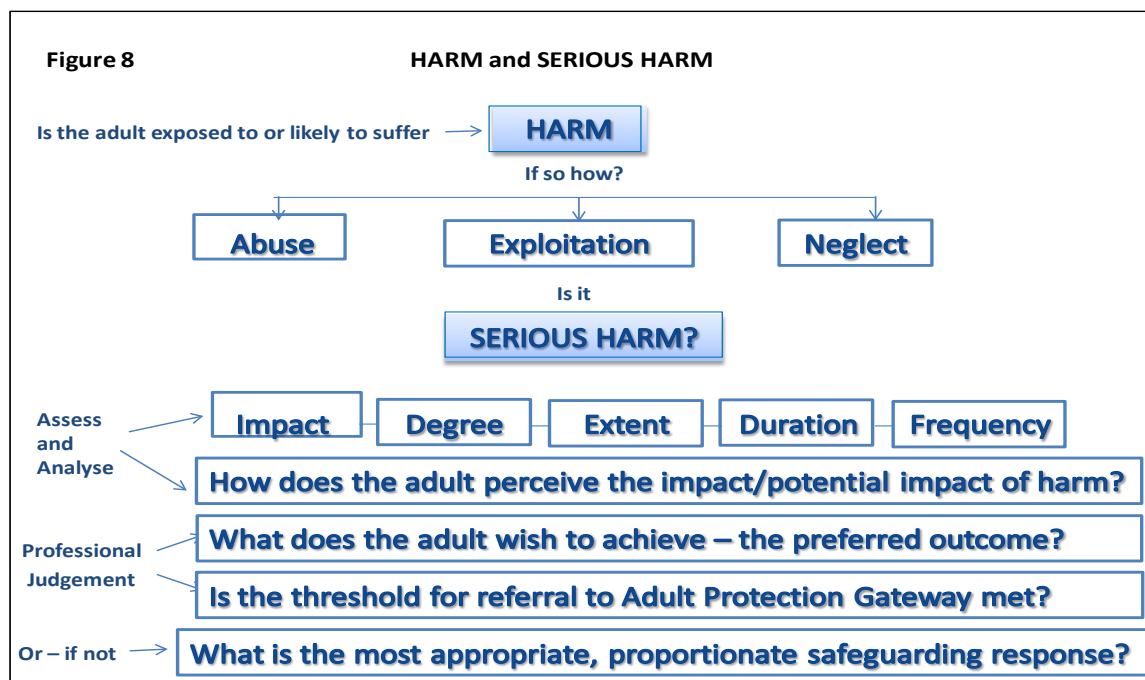 Figure 8 HARM and SERIOUS HARM
Is the adult exposed to or likely to suffer HARM
If so how?
Abuse Exploitation Neglect
Is it
SERIOUS HARM?
Assess
and
Analyse
Impact Degree Extent Duration Frequency
How does the adult perceive the impact/potential impact of harm?
Professional
Judgement
What does the adult wish to achieve – the preferred outcome?
Is the threshold for referral to Adult Protection Gateway met?
Or – if not What is the most appropriate, proportionate safeguarding response?